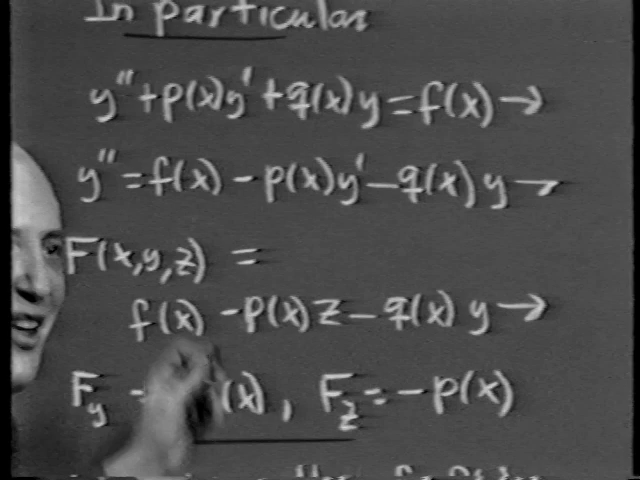 In particular
y"+p(x)y'+q(x)y=f(x)→
y"=f(x)-p(x)y'-q(x)y→
F(x,y,z)=
f(x)-p(x)z-q(x)y→
F_y (x), F_z=-p(x)